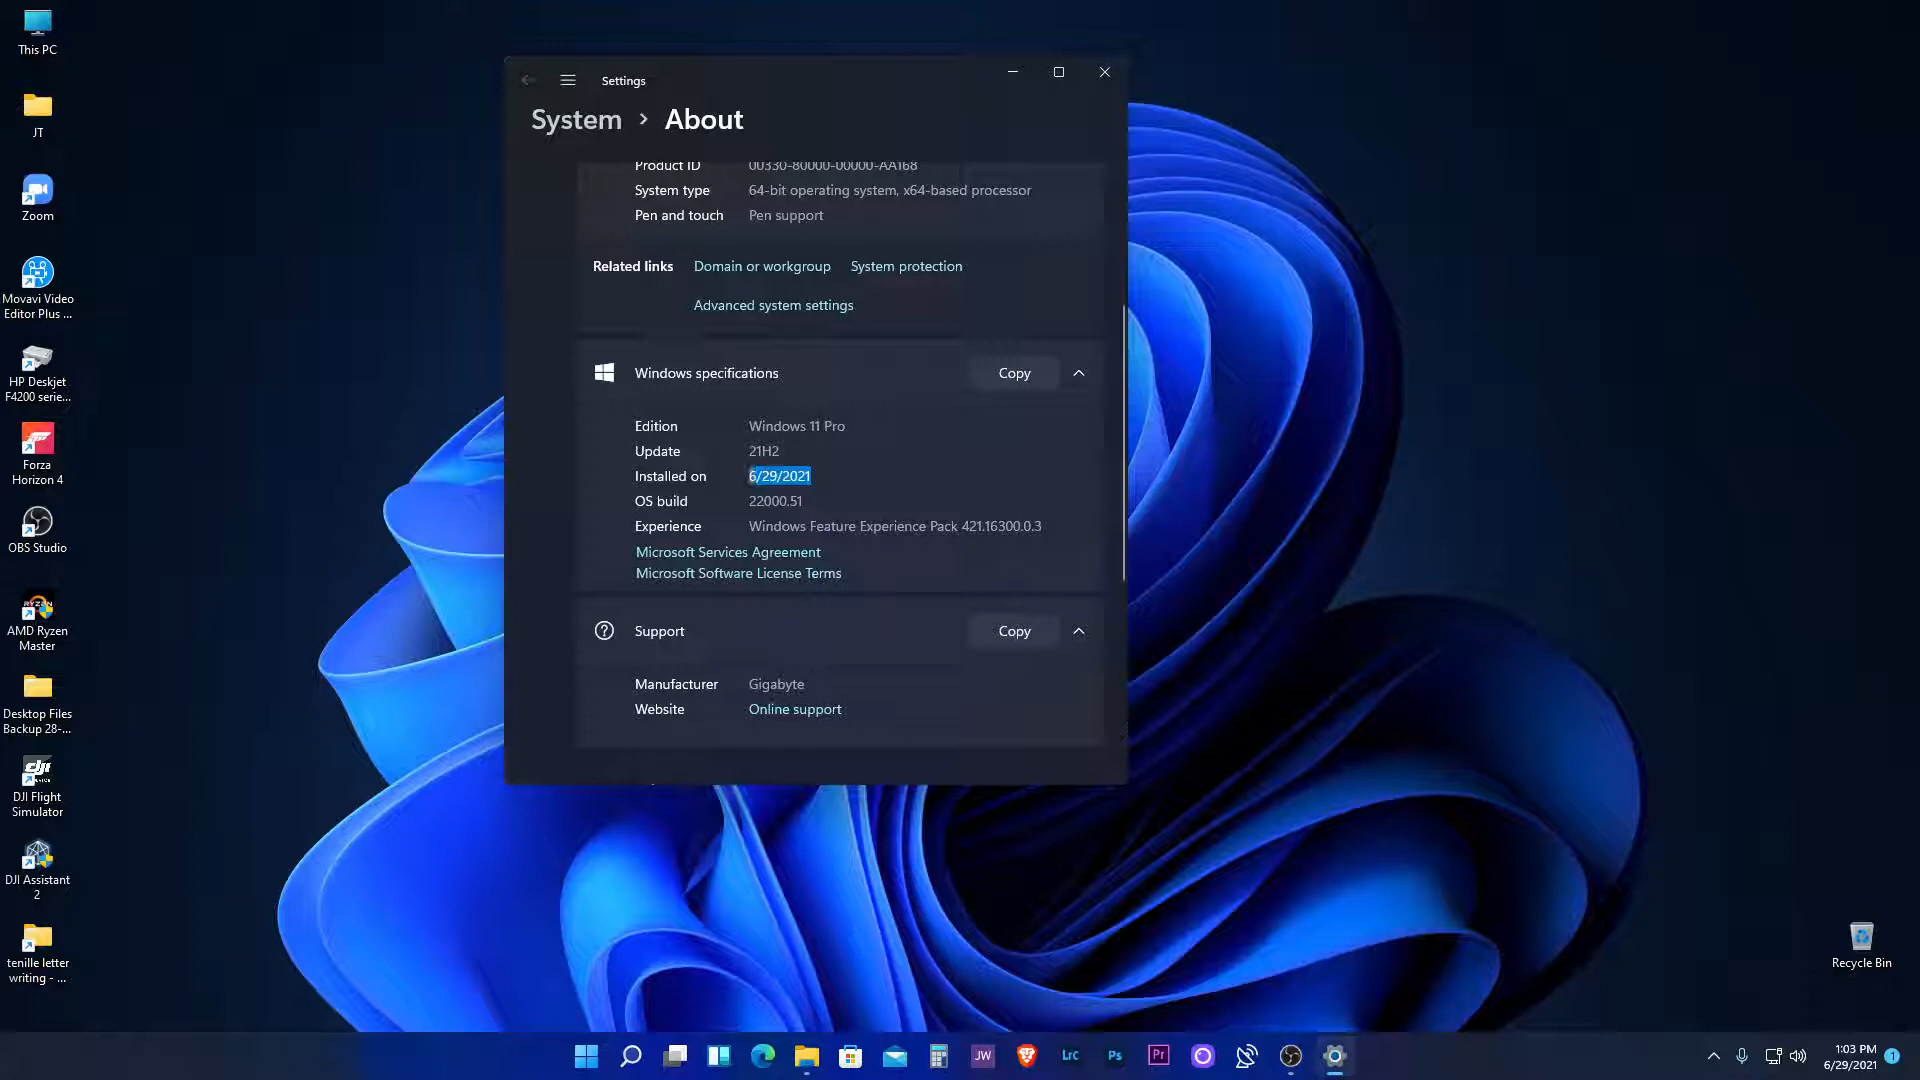 This PC
JT
Zoom
Movavi Video
Editor Plus ...
HP Deskjet
F4200 serie...
Forza
Horizon 4
OBS Studio
RYZEN
AMD Ryzen
Master
Desktop Files
Backup 28-...
dji
DJI Flight
Simulator
DJI Assistant
2
tenille letter
writing - ...
Settings
System › About
Product ID 00330-80000-00000-AA168
System type 64-bit operating system, x64-based processor
Pen and touch Pen support
Related links Domain or workgroup System protection
Advanced system settings
Windows specifications Copy
Edition Windows 11 Pro
Update 21H2
Installed on 6/29/2021
OS build 22000.51
Experience Windows Feature Experience Pack 421.16300.0.3
Microsoft Services Agreement
Microsoft Software License Terms
Support Copy
Manufacturer Gigabyte
Website Online support
Recycle Bin
JW
Lrc
Ps
Pr
1:03 PM
6/29/2021
1